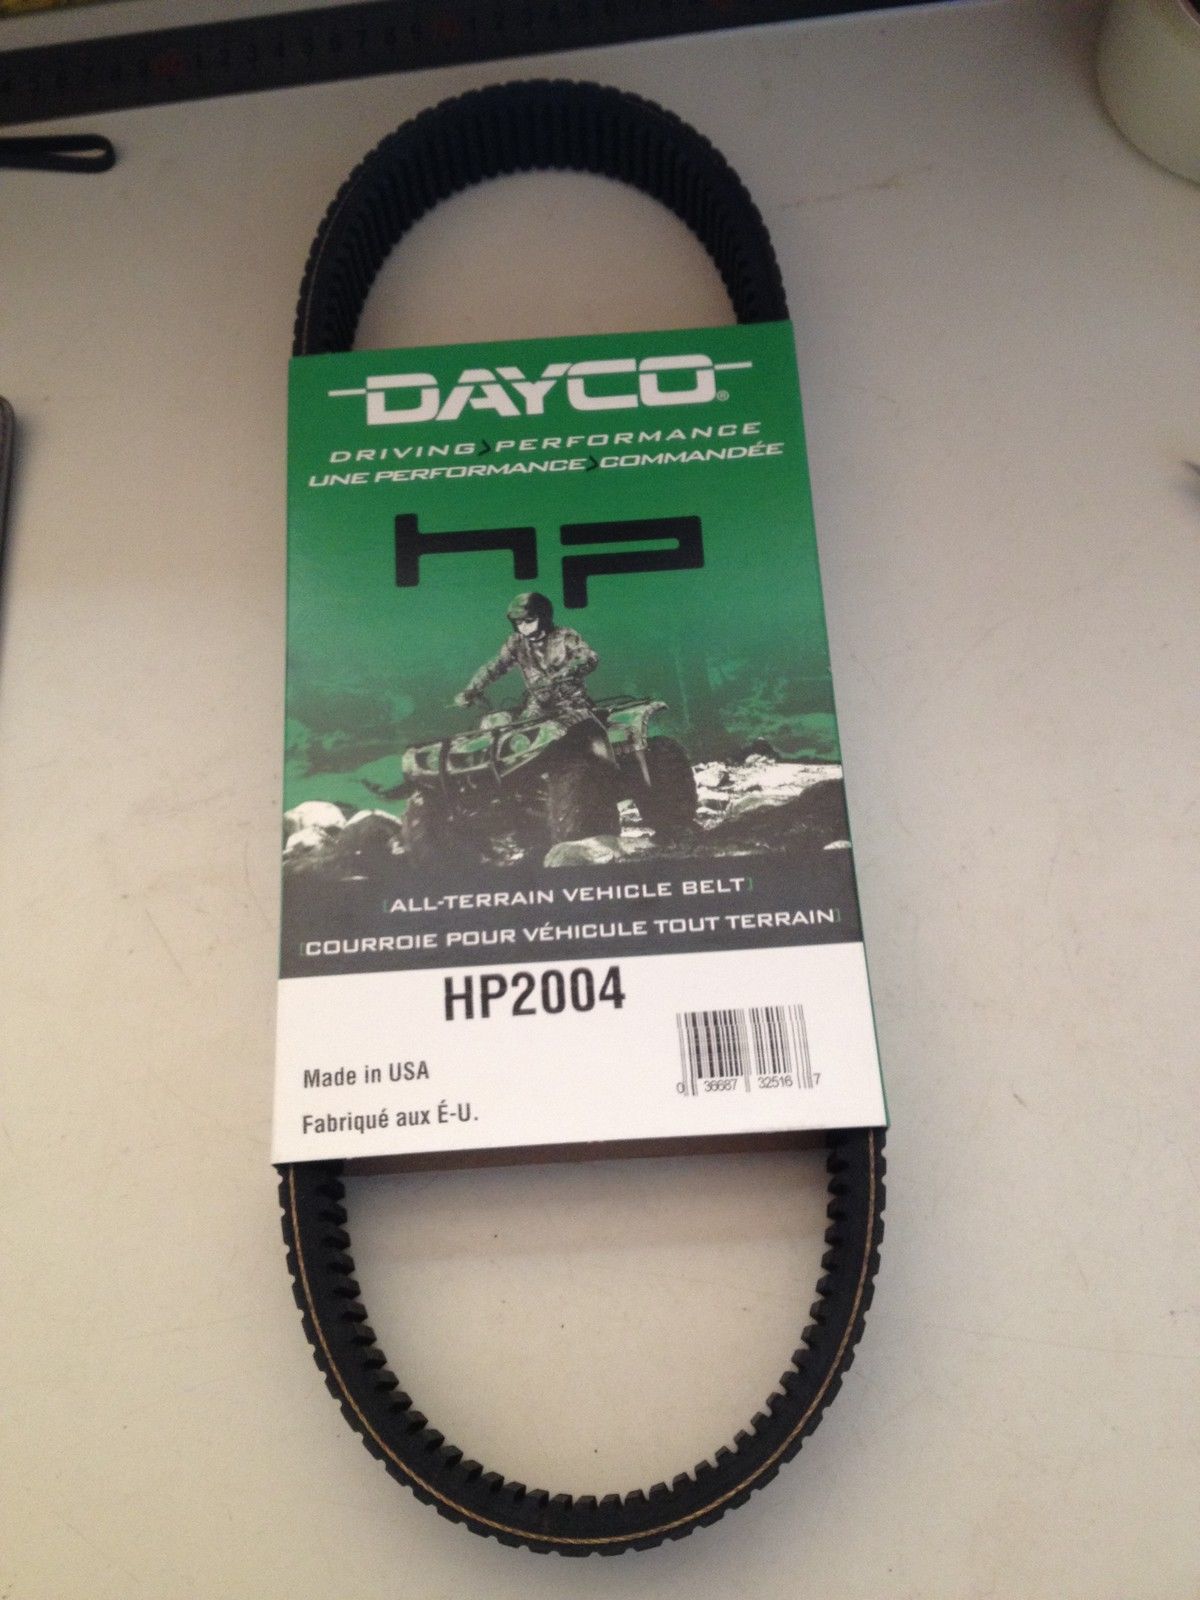 DAYCO®
DRIVING>PERFORMANCE
UNE PERFORMANCE>COMMANDÉE
hp
[ALL-TERRAIN VEHICLE BELT]
[COURROIE POUR VÉHICULE TOUT TERRAIN]
HP2004
Made in USA
Fabriqué aux É-U.
0 36687 32516 7